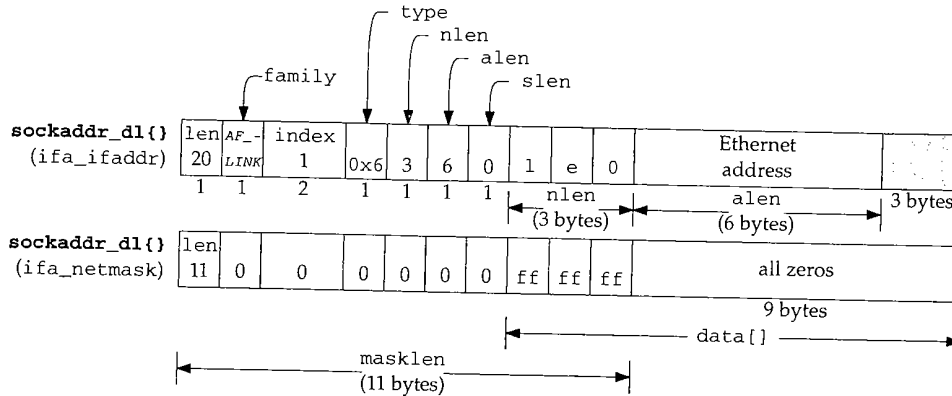 type
nlen
alen
slen
family
sockaddr_dl{}
(ifa_ifaddr)
len
20
AF_-
LINK
index
1
0x6
3
6
0
l
e
0
Ethernet
address
1
1
2
1
1
1
1
nlen
(3 bytes)
alen
(6 bytes)
3 bytes
sockaddr_dl{}
(ifa_netmask)
len
11
0
0
0
0
0
0
ff
ff
ff
all zeros
9 bytes
data[]
masklen
(11 bytes)